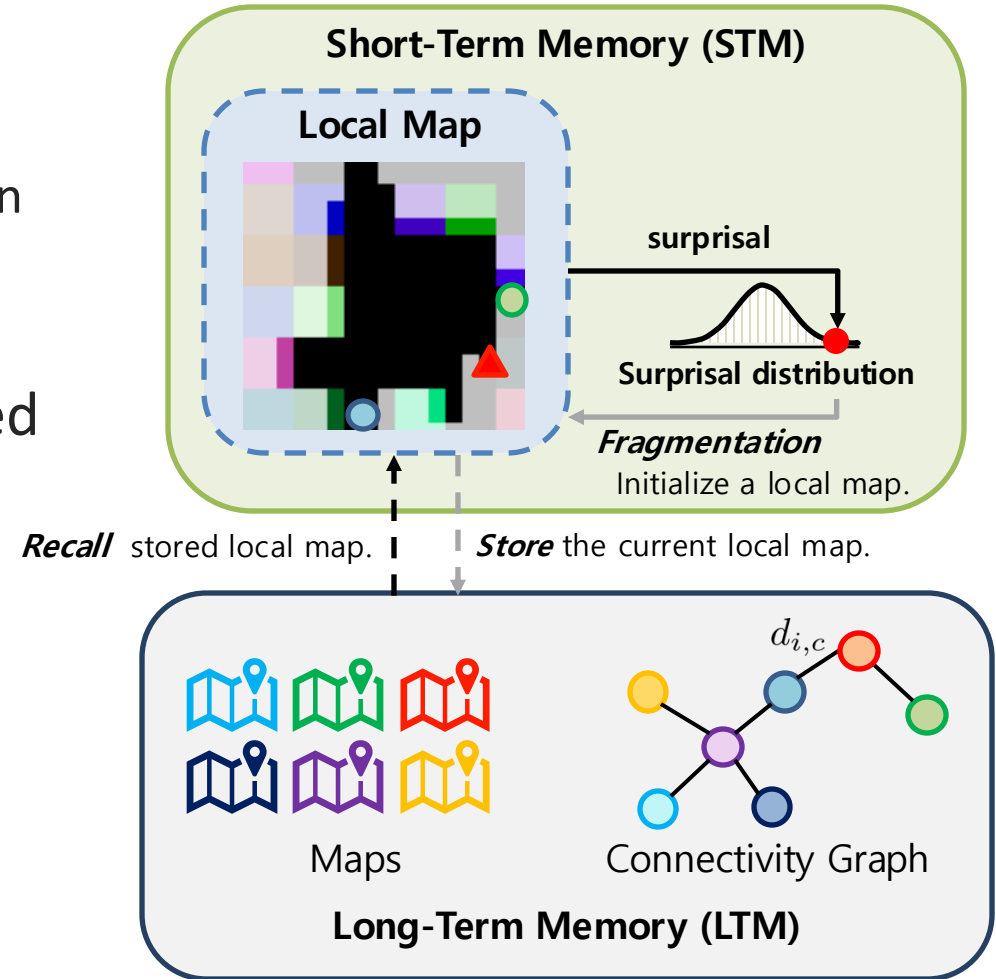 Short-Term Memory (STM)
Local Map
n
surprisal
Surprisal distribution
ed
Fragmentation
Initialize a local map.
Recall stored local map.
Store the current local map.
d_{i,c}
Maps
Connectivity Graph
Long-Term Memory (LTM)